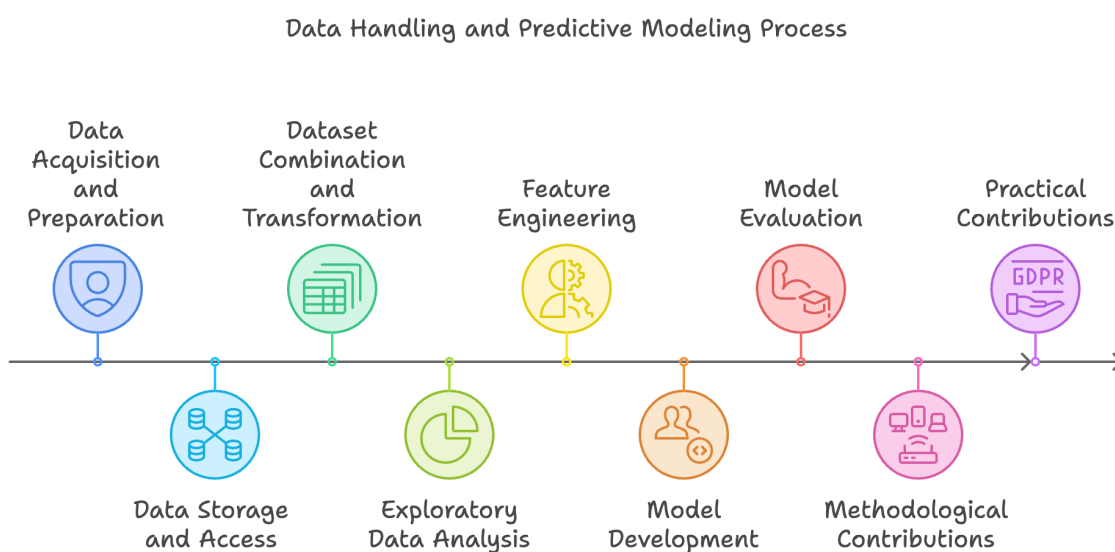 Data Handling and Predictive Modeling Process
Data
Acquisition
and
Preparation
Data Storage
and Access
Dataset
Combination
and
Transformation
Exploratory
Data Analysis
Feature
Engineering
Model
Development
Model
Evaluation
Methodological
Contributions
Practical
Contributions
GDPR